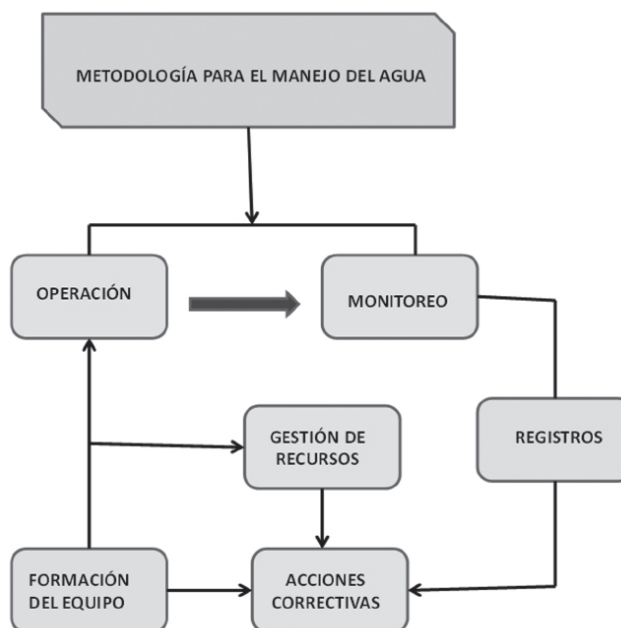 METODOLOGÍA PARA EL MANEJO DEL AGUA
OPERACIÓN
MONITOREO
GESTIÓN DE
RECURSOS
REGISTROS
FORMACIÓN
DEL EQUIPO
ACCIONES
CORRECTIVAS